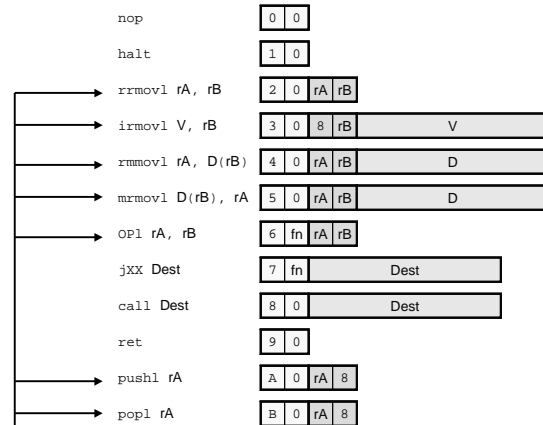 nop 0 0
halt 1 0
rrmovl rA, rB 2 0 rA rB
irmovl V, rB 3 0 8 rB V
rmmovl rA, D(rB) 4 0 rA rB D
mrmovl D(rB), rA 5 0 rA rB D
OPl rA, rB 6 fn rA rB
jXX Dest 7 fn Dest
call Dest 8 0 Dest
ret 9 0
pushl rA A 0 rA 8
popl rA B 0 rA 8